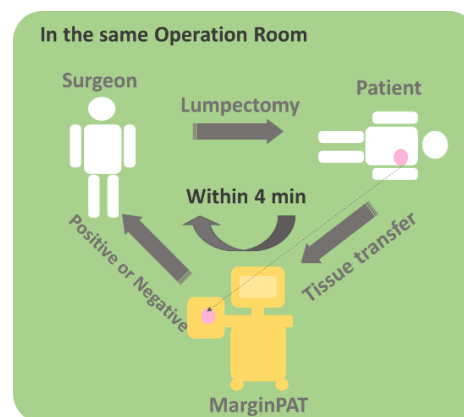 In the same Operation Room
Surgeon
Lumpectomy
Patient
Within 4 min
Positive or Negative
Tissue transfer
MarginPAT